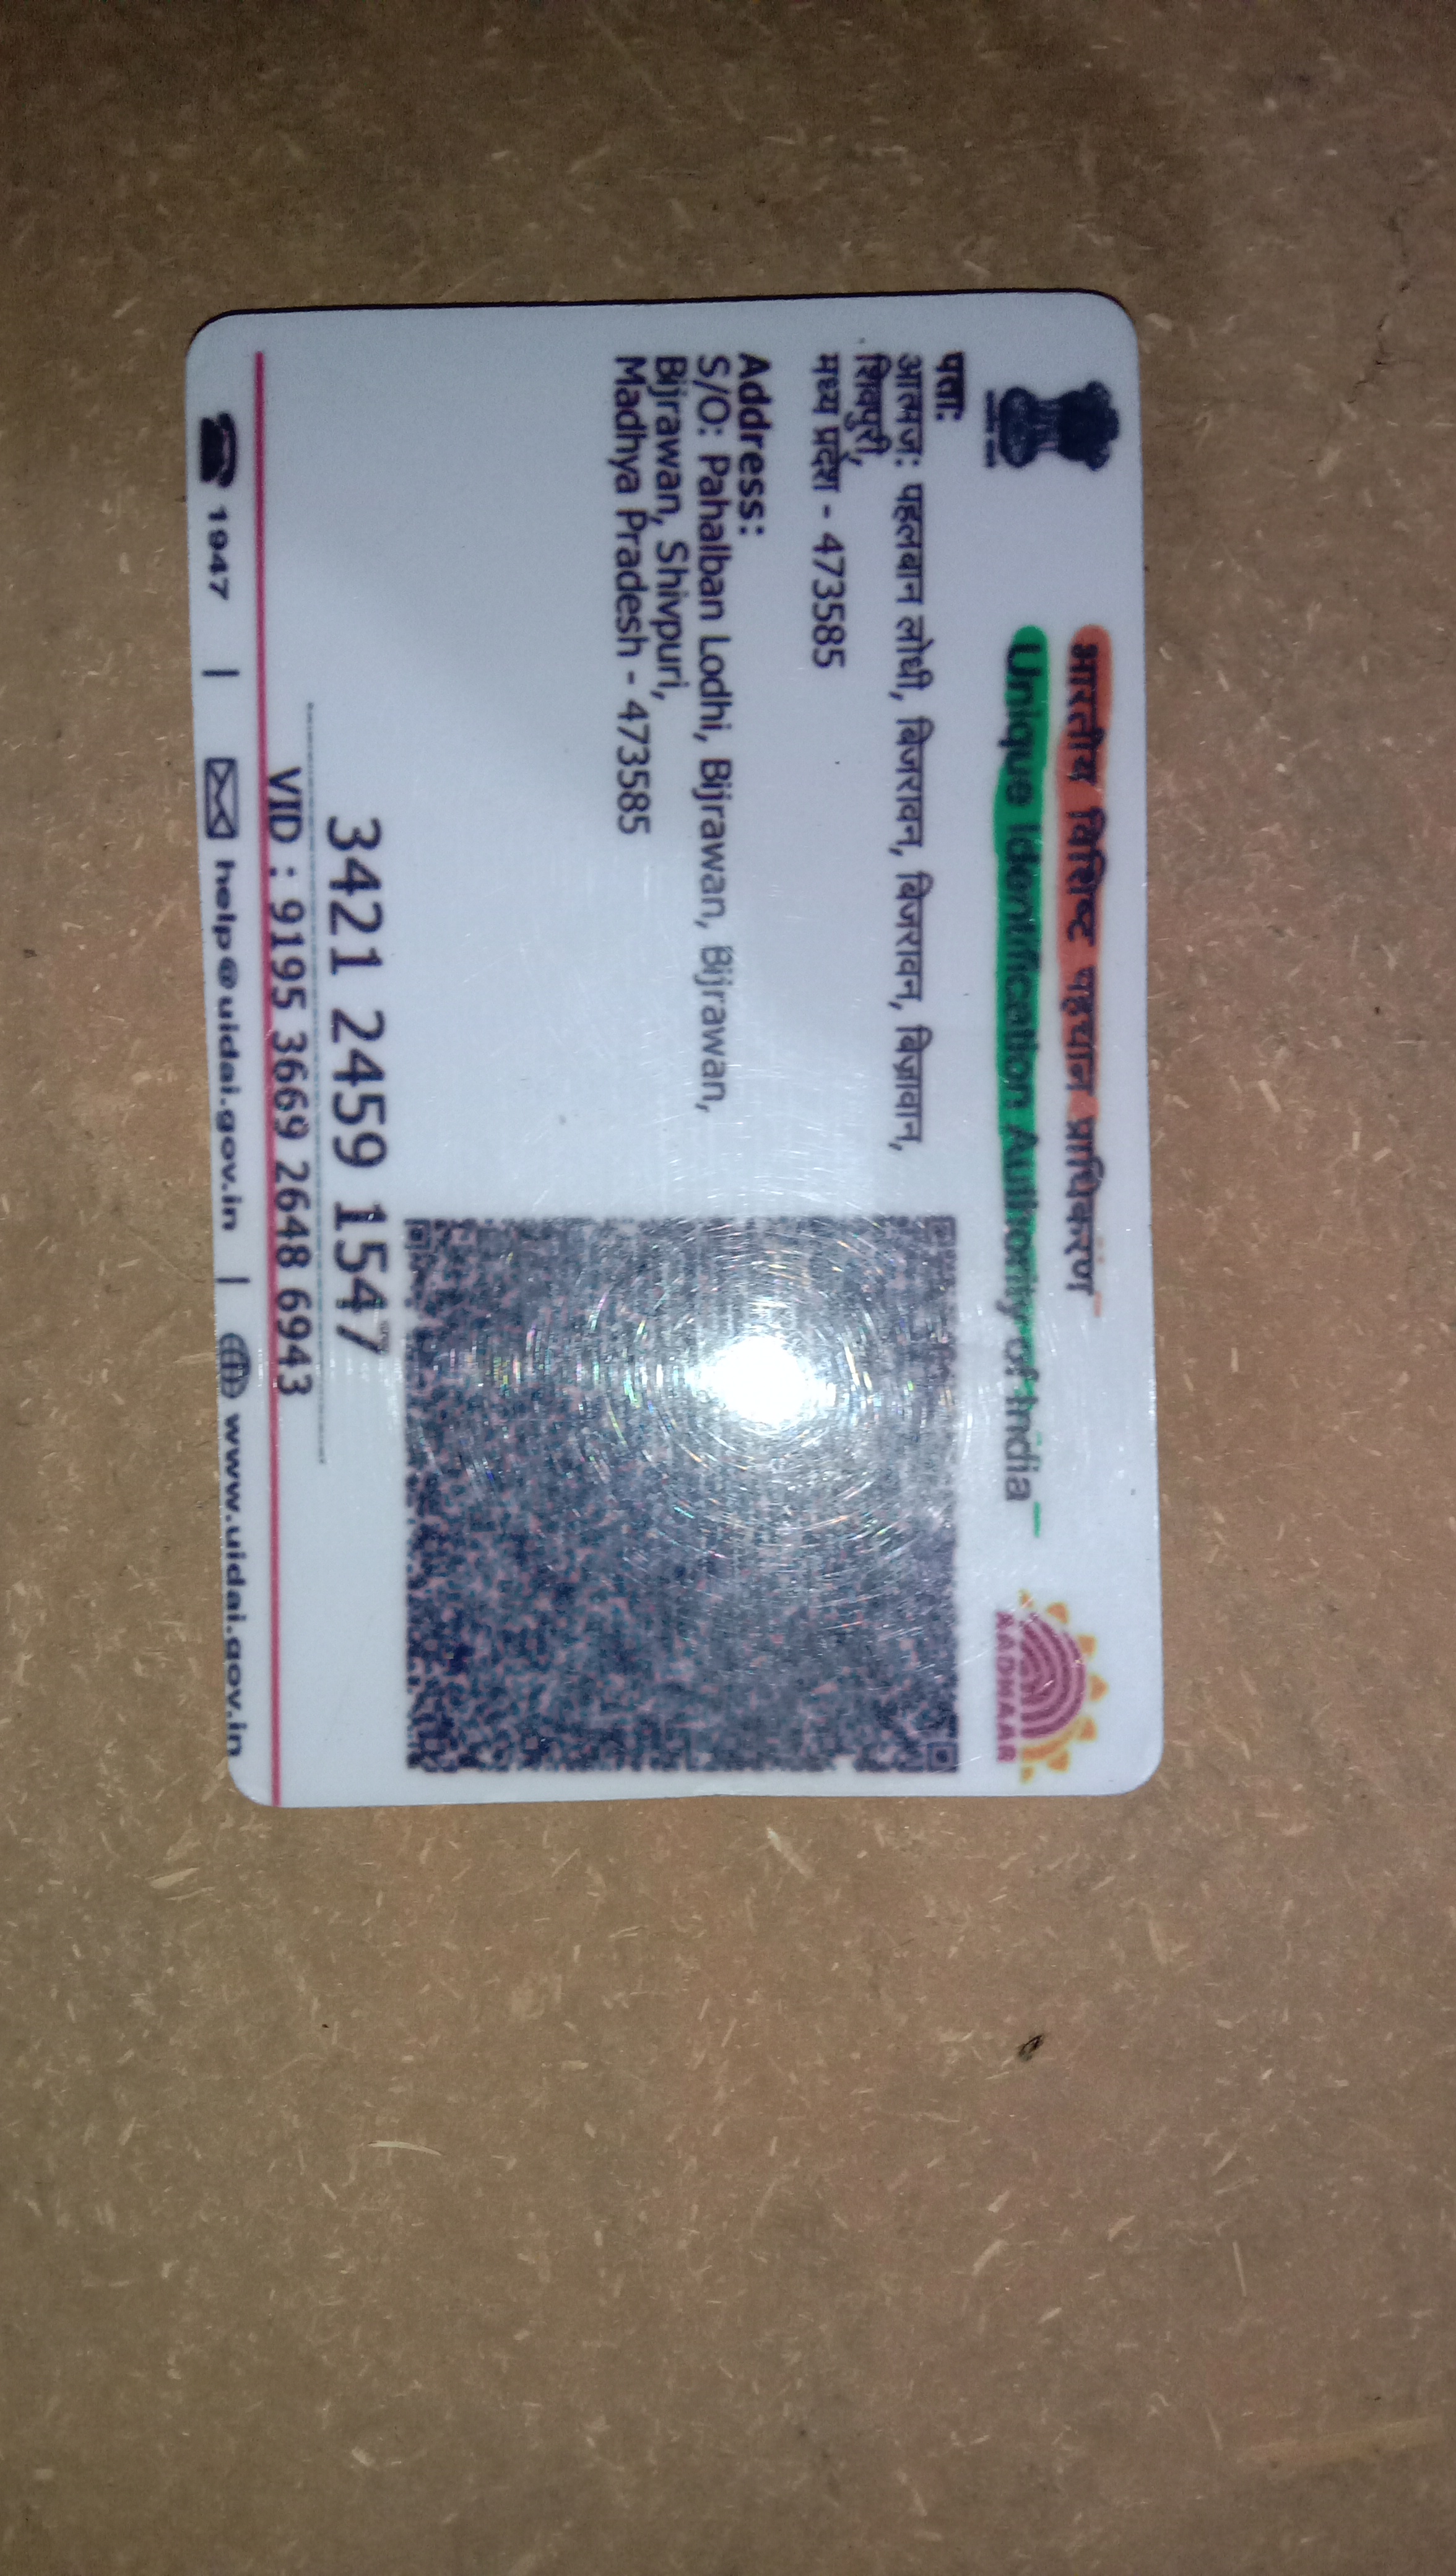 भारतीय विशिष्ट पहचान प्राधिकरण
Unique Identification Authority of India
AADHAAR
पता:
आत्मज: पहलबान लोधी, बिजरावन, बिजरावन, बिज्रावान,
शिवपुरी,
मध्य प्रदेश - 473585
Address:
S/O: Pahalban Lodhi, Bijrawan, Bijrawan,
Bijrawan, Shivpuri,
Madhya Pradesh - 473585
3421 2459 1547
VID : 9195 3669 2648 6943
1947 | help@uidai.gov.in | www.uidai.gov.in